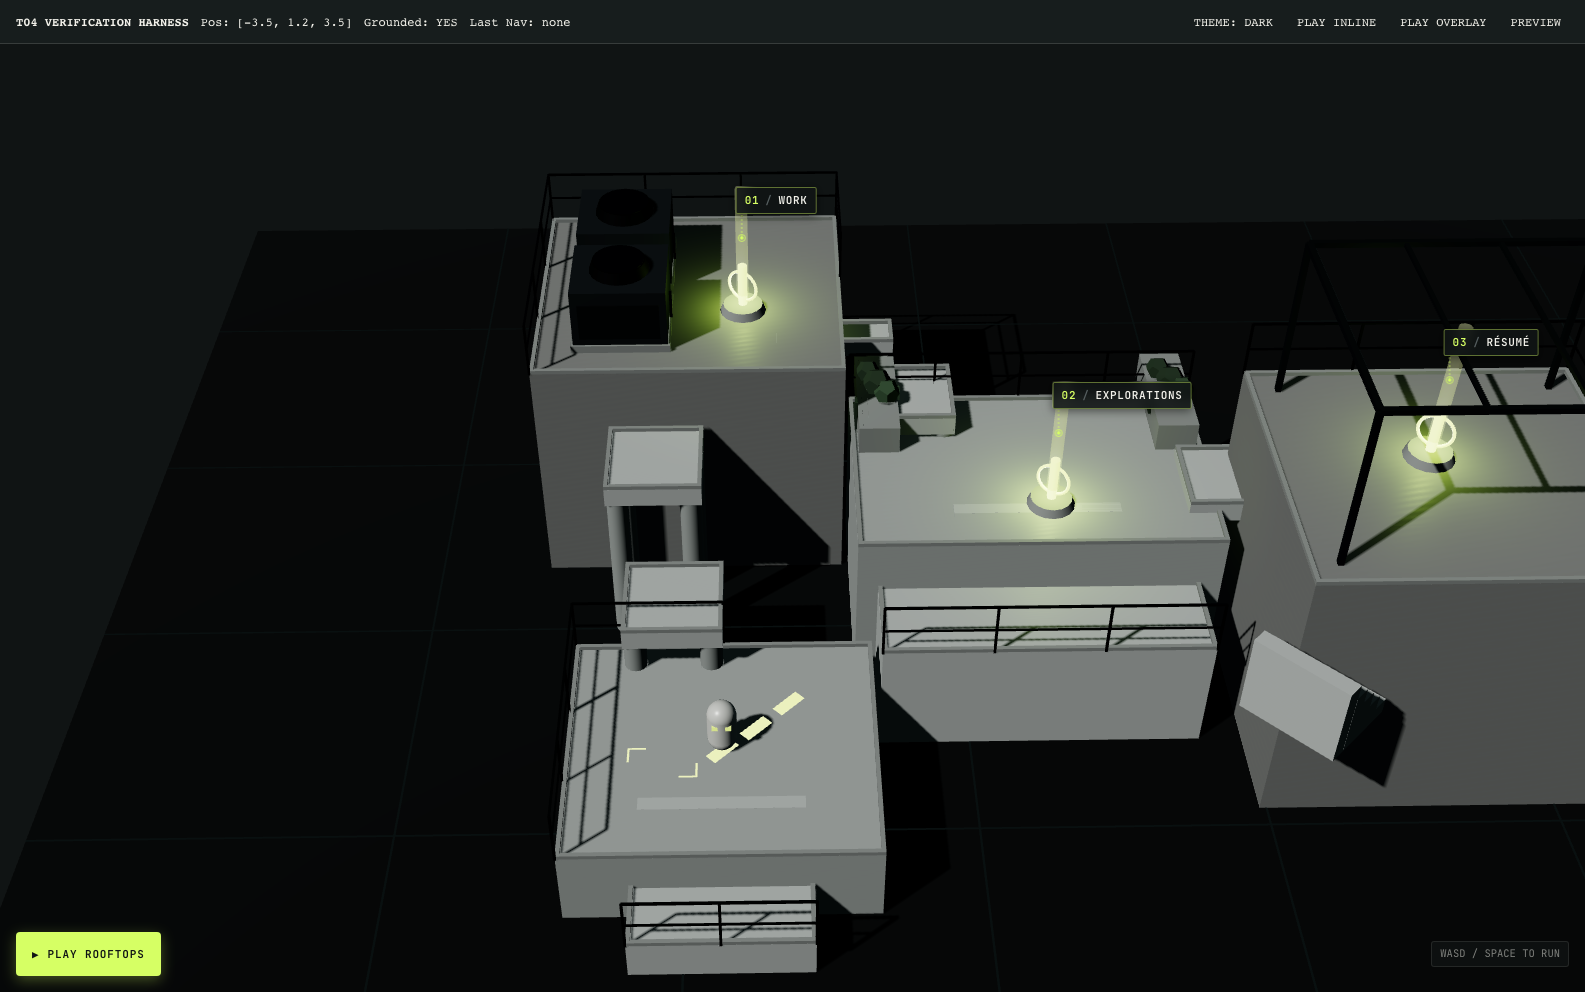 T04 VERIFICATION HARNESS Pos: [-3.5, 1.2, 3.5] Grounded: YES Last Nav: none THEME: DARK PLAY INLINE PLAY OVERLAY PREVIEW
01 / WORK
03 / RÉSUMÉ
02 / EXPLORATIONS
▶ PLAY ROOFTOPS
WASD / SPACE TO RUN